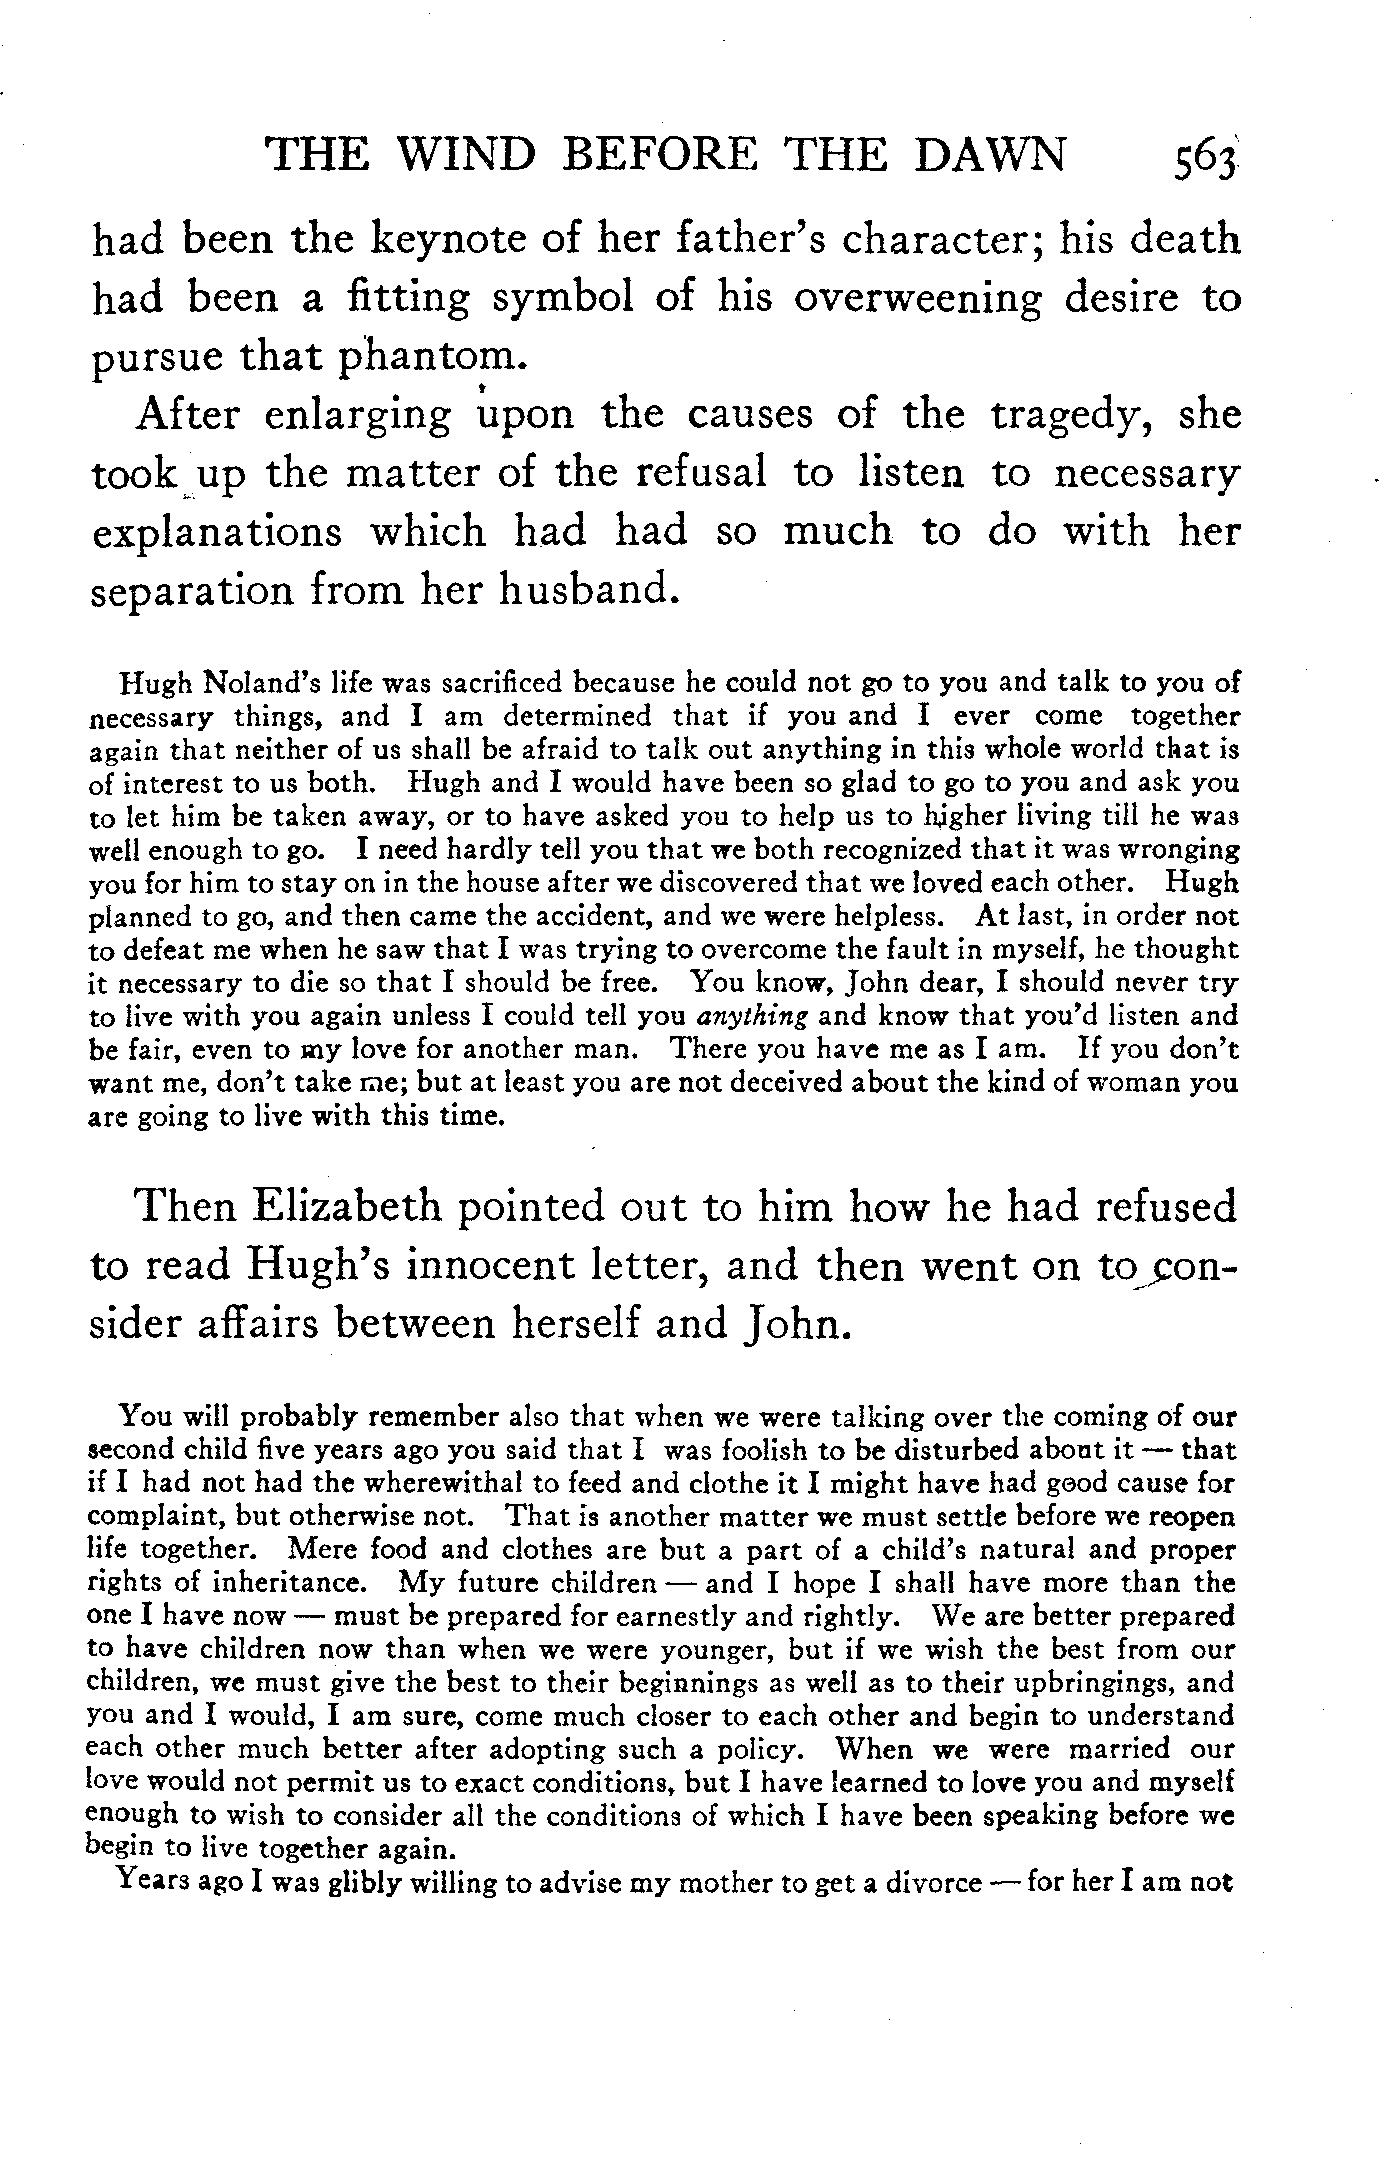 THE WIND BEFORE THE DAWN 563
had been the keynote of her father's character; his death
had been a fitting symbol of his overweening desire to
pursue that phantom.
After enlarging upon the causes of the tragedy, she
took up the matter of the refusal to listen to necessary
explanations which had had so much to do with her
separation from her husband.
Hugh Noland's life was sacrificed because he could not go to you and talk to you of
necessary things, and I am determined that if you and I ever come together
again that neither of us shall be afraid to talk out anything in this whole world that is
of interest to us both. Hugh and I would have been so glad to go to you and ask you
to let him be taken away, or to have asked you to help us to higher living till he was
well enough to go. I need hardly tell you that we both recognized that it was wronging
you for him to stay on in the house after we discovered that we loved each other. Hugh
planned to go, and then came the accident, and we were helpless. At last, in order not
to defeat me when he saw that I was trying to overcome the fault in myself, he thought
it necessary to die so that I should be free. You know, John dear, I should never try
to live with you again unless I could tell you anything and know that you'd listen and
be fair, even to my love for another man. There you have me as I am. If you don't
want me, don't take me; but at least you are not deceived about the kind of woman you
are going to live with this time.
Then Elizabeth pointed out to him how he had refused
to read Hugh's innocent letter, and then went on to con-
sider affairs between herself and John.
You will probably remember also that when we were talking over the coming of our
second child five years ago you said that I was foolish to be disturbed about it — that
if I had not had the wherewithal to feed and clothe it I might have had good cause for
complaint, but otherwise not. That is another matter we must settle before we reopen
life together. Mere food and clothes are but a part of a child's natural and proper
rights of inheritance. My future children — and I hope I shall have more than the
one I have now — must be prepared for earnestly and rightly. We are better prepared
to have children now than when we were younger, but if we wish the best from our
children, we must give the best to their beginnings as well as to their upbringings, and
you and I would, I am sure, come much closer to each other and begin to understand
each other much better after adopting such a policy. When we were married our
love would not permit us to exact conditions, but I have learned to love you and myself
enough to wish to consider all the conditions of which I have been speaking before we
begin to live together again.
Years ago I was glibly willing to advise my mother to get a divorce — for her I am not